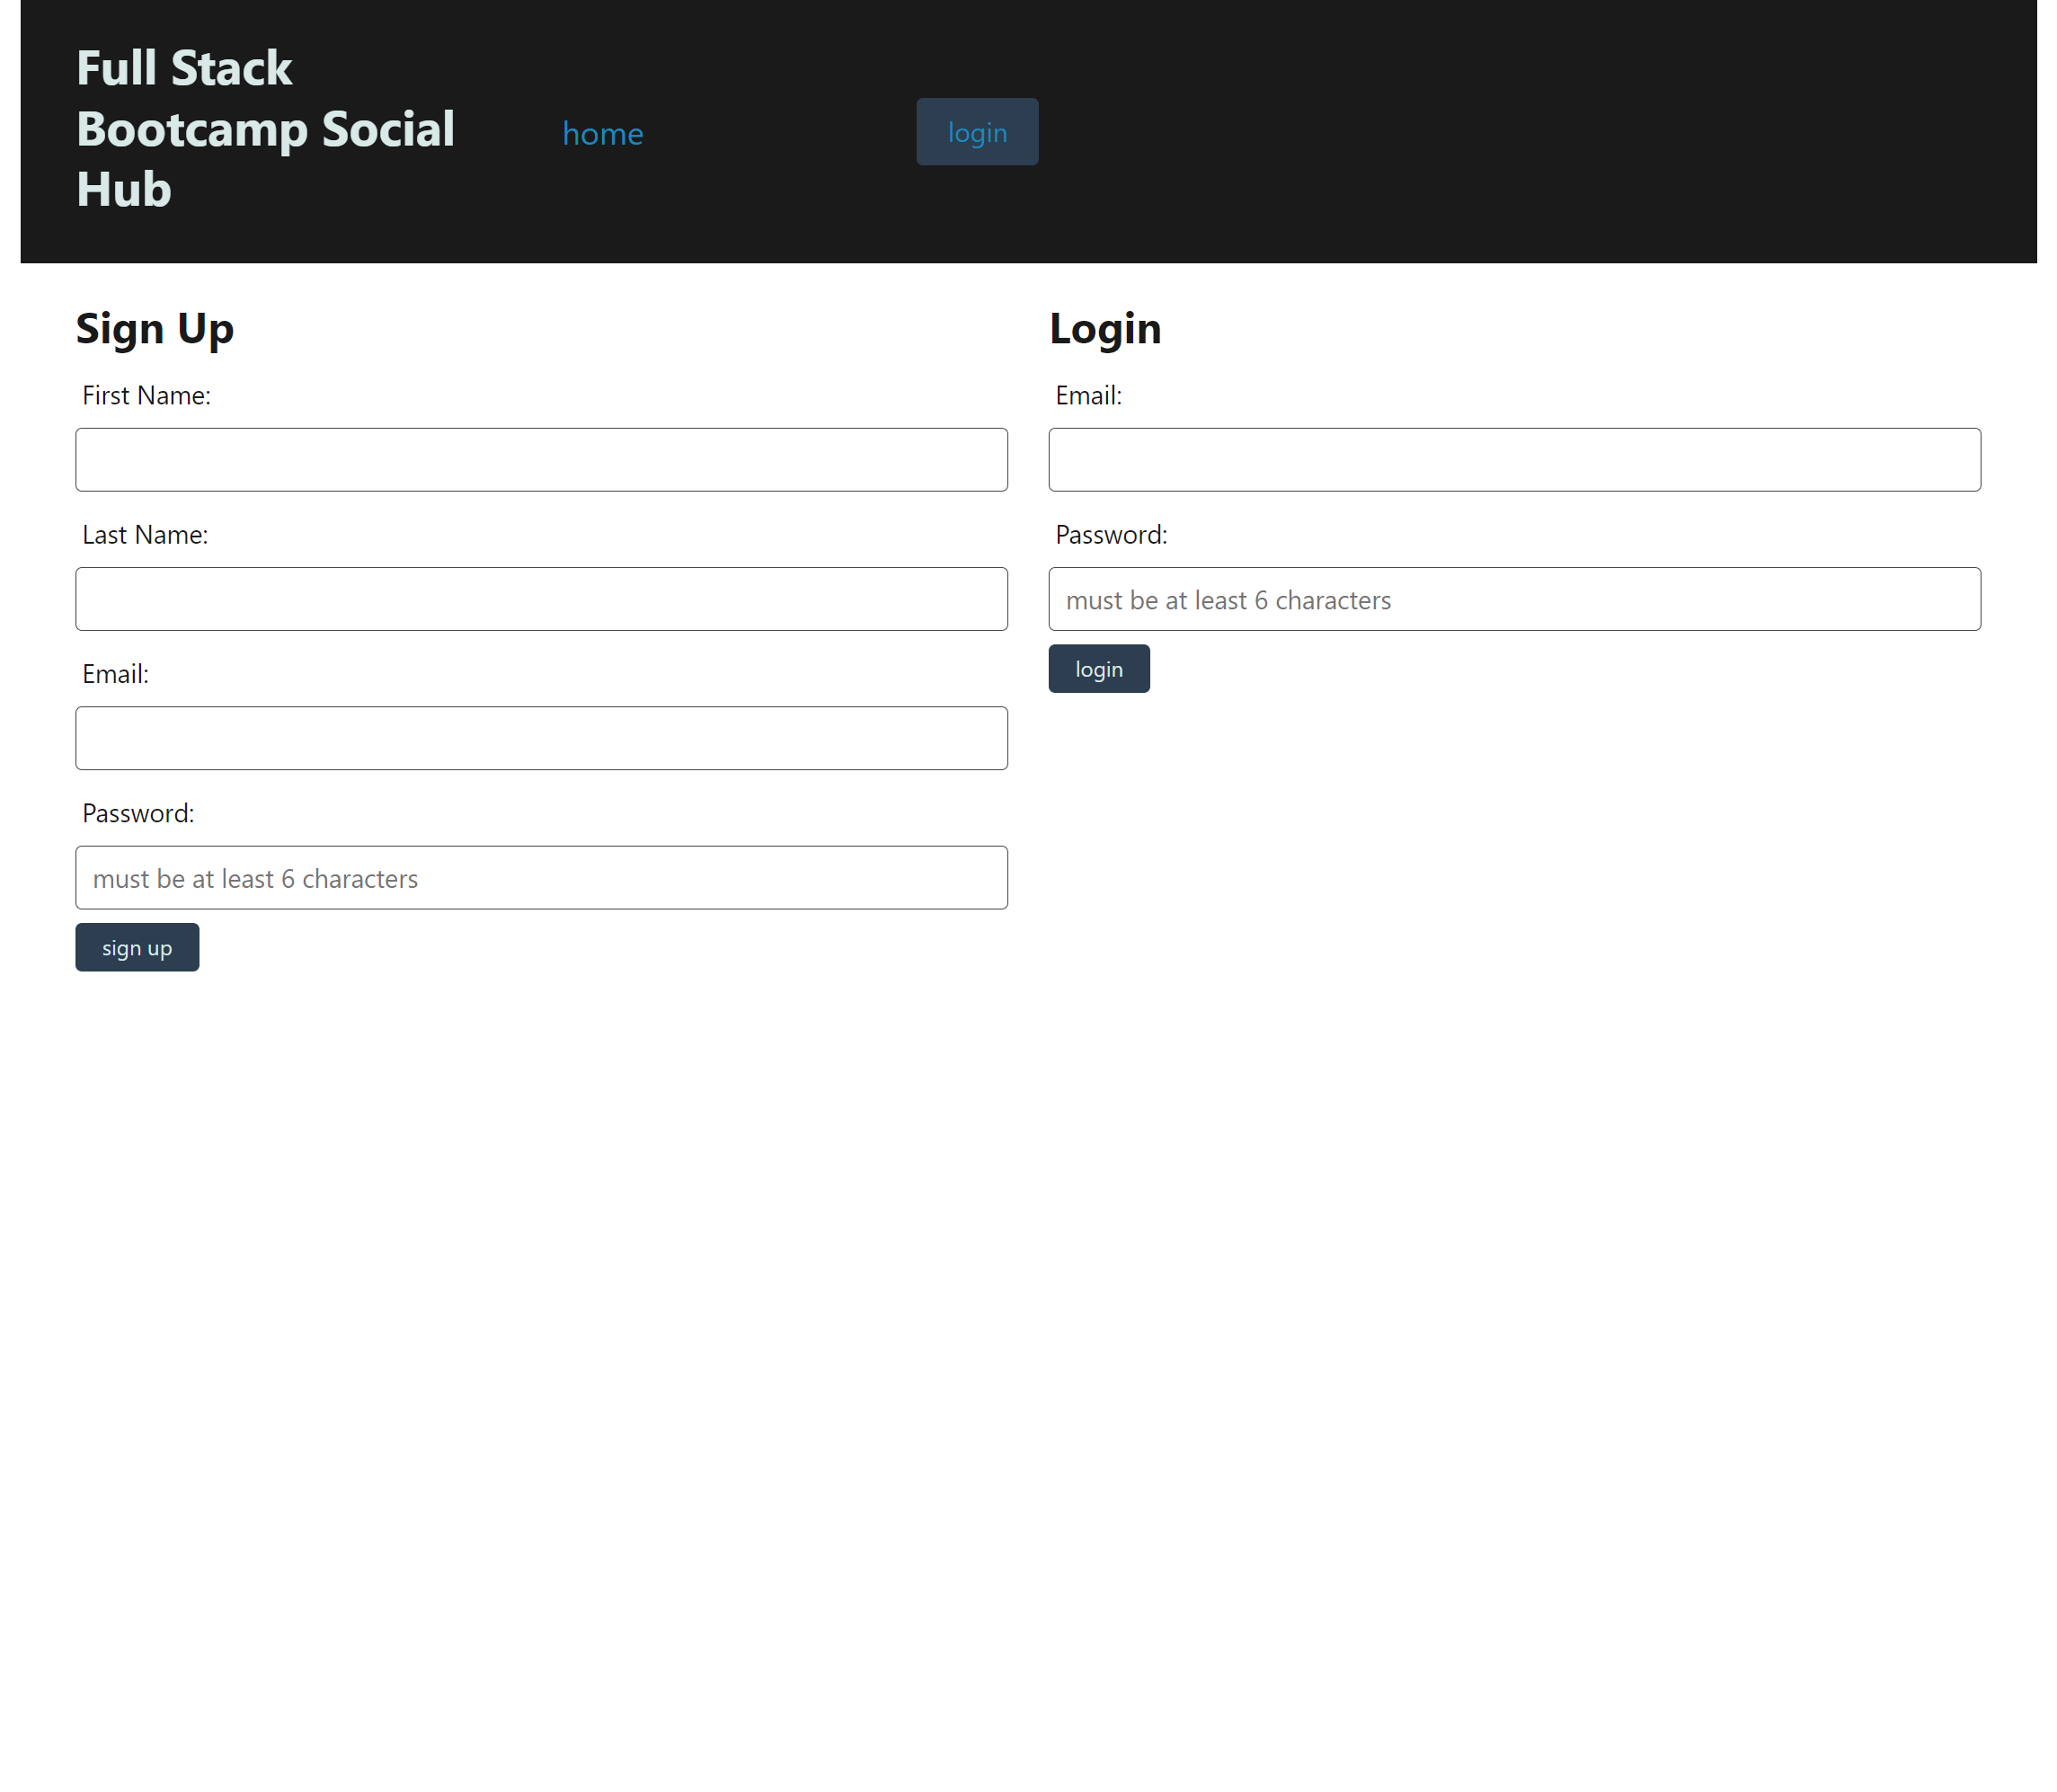 Full Stack
Bootcamp Social
Hub
home
login
Sign Up
First Name:
Last Name:
Email:
Password:
must be at least 6 characters
sign up
Login
Email:
Password:
must be at least 6 characters
login